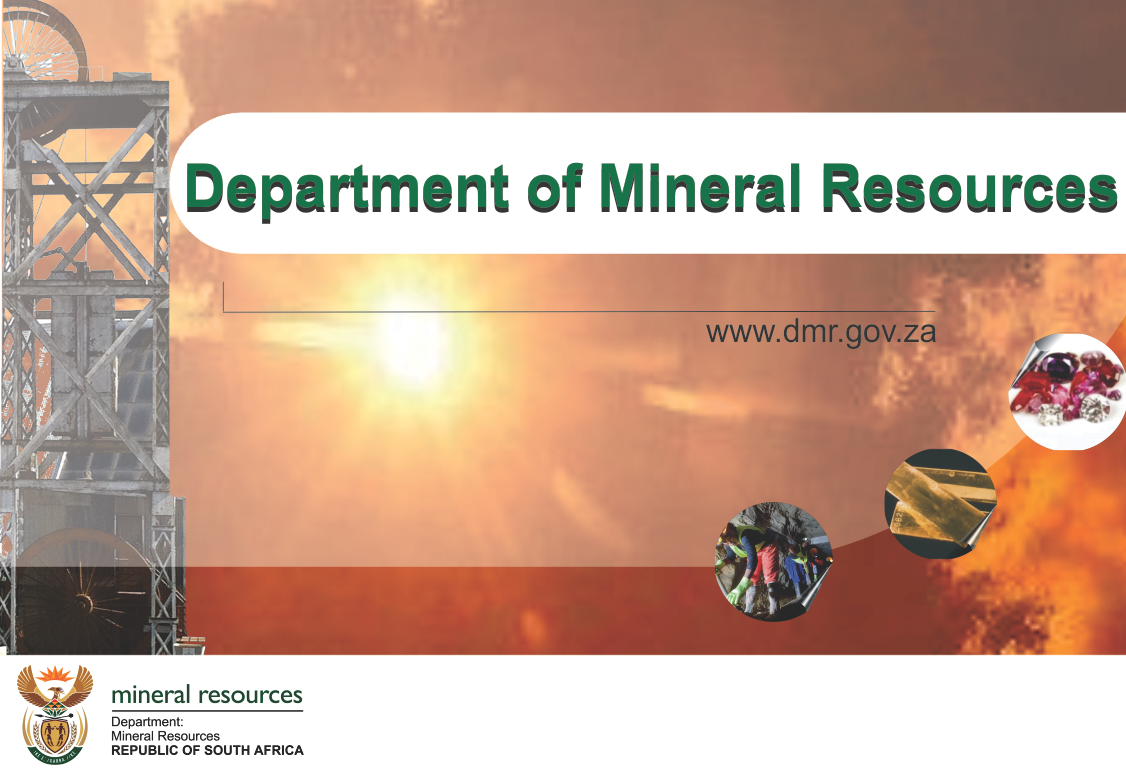 Department of Mineral Resources
www.dmr.gov.za
mineral resources
Department:
Mineral Resources
REPUBLIC OF SOUTH AFRICA